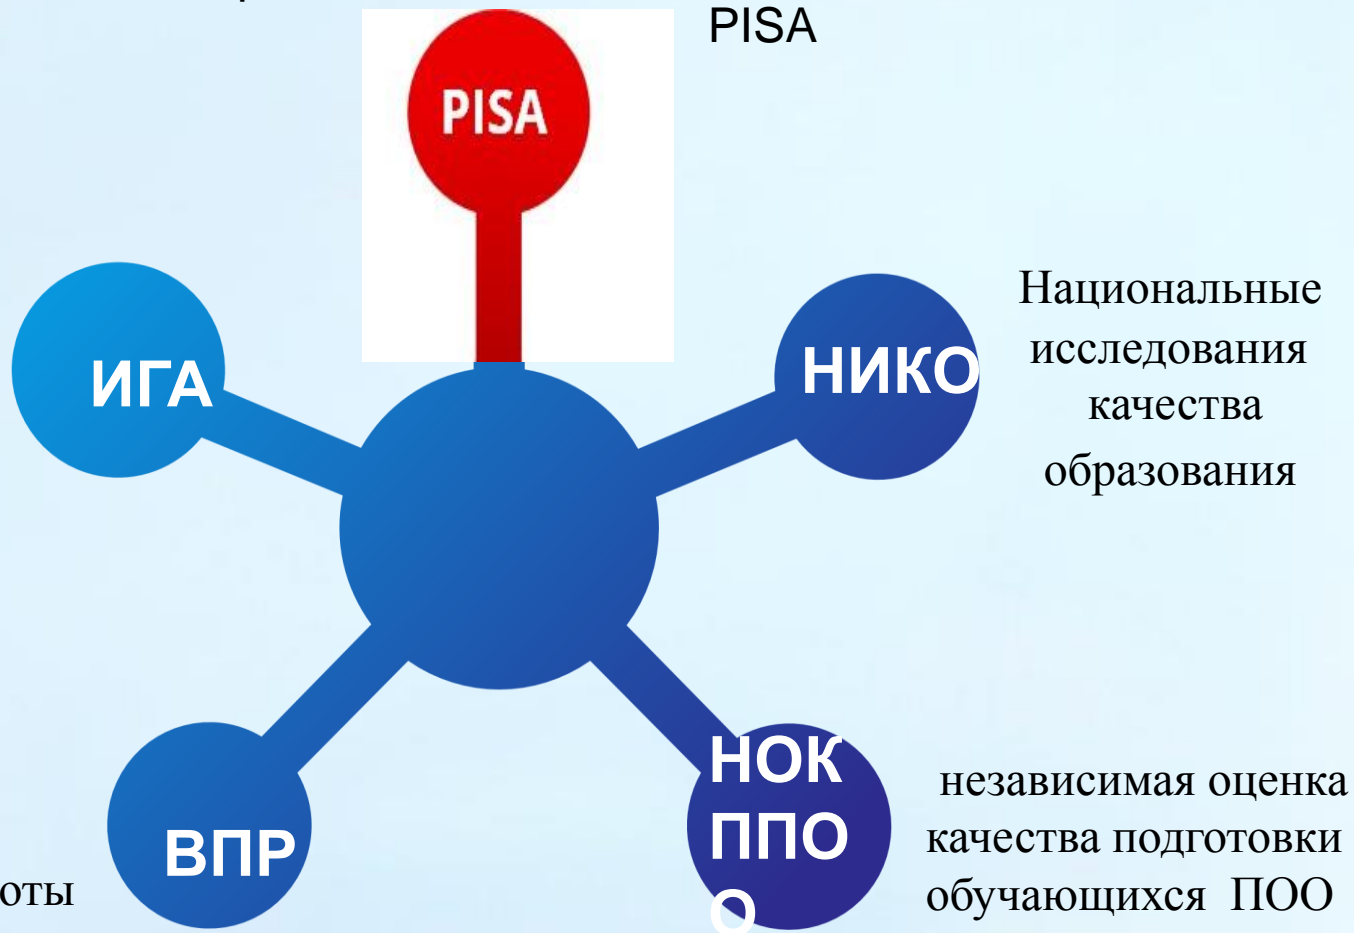 PISA
PISA
ИГА
НИКО
Национальные
исследования
качества
образования
ВПР
НОК
ППО
О
независимая оценка
качества подготовки
обучающихся ПОО